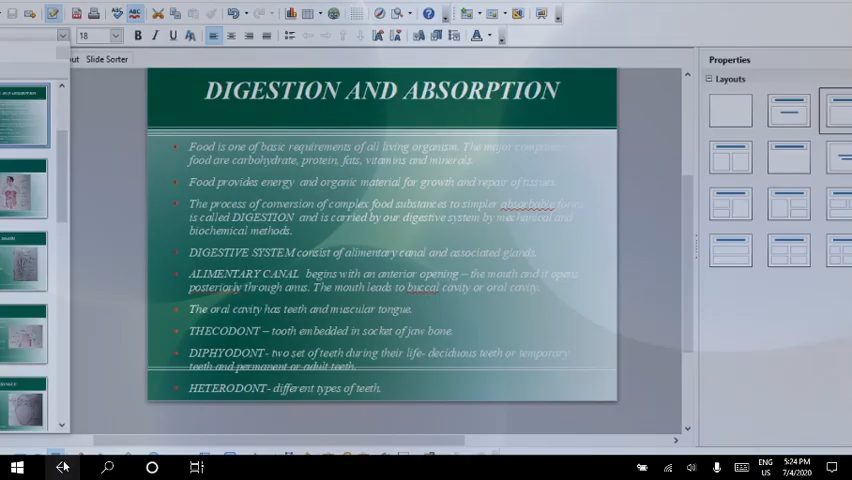 18
out Slide Sorter
Properties
Layouts
DIGESTION AND ABSORPTION
Food is one of basic requirements of all living organism. The major components
food are carbohydrate, protein, fats, vitamins and minerals.
Food provides energy and organic material for growth and repair of tissues.
The process of conversion of complex food substances to simpler absorbable forms
is called DIGESTION and is carried by our digestive system by mechanical and
biochemical methods.
DIGESTIVE SYSTEM consist of alimentary canal and associated glands.
ALIMENTARY CANAL begins with an anterior opening – the mouth and it opens
posteriorly through anus. The mouth leads to buccal cavity or oral cavity.
The oral cavity has teeth and muscular tongue.
THECODONT – tooth embedded in socket of jaw bone.
DIPHYODONT- two set of teeth during their life- deciduous teeth or temporary
teeth and permanent or adult teeth.
HETERODONT- different types of teeth.
ENG
US
5:24 PM
7/4/2020